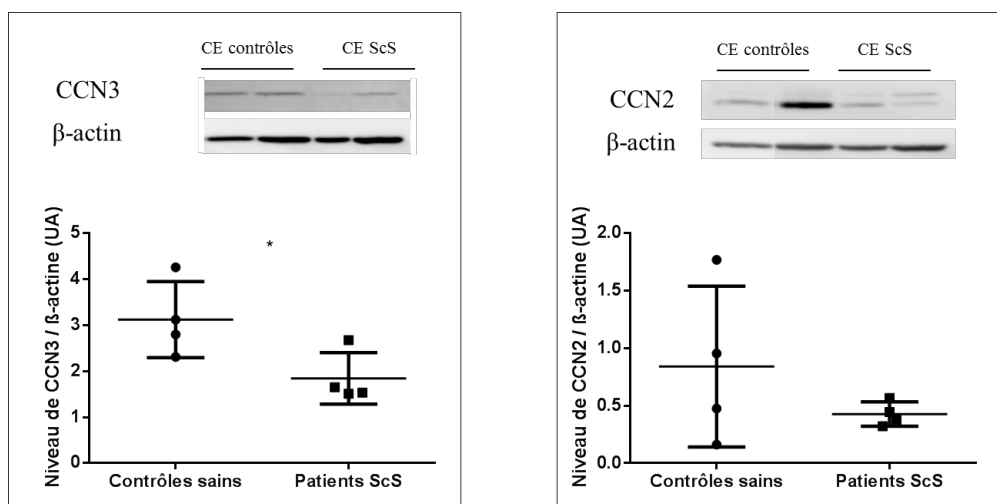 CE contrôles CE ScS
CCN3
β-actin
Niveau de CCN3 / ß-actine (UA)
5
4
3
2
1
0
*
Contrôles sains Patients ScS
CE contrôles CE ScS
CCN2
β-actin
Niveau de CCN2 / ß-actine (UA)
2.0
1.5
1.0
0.5
0.0
Contrôles sains Patients ScS